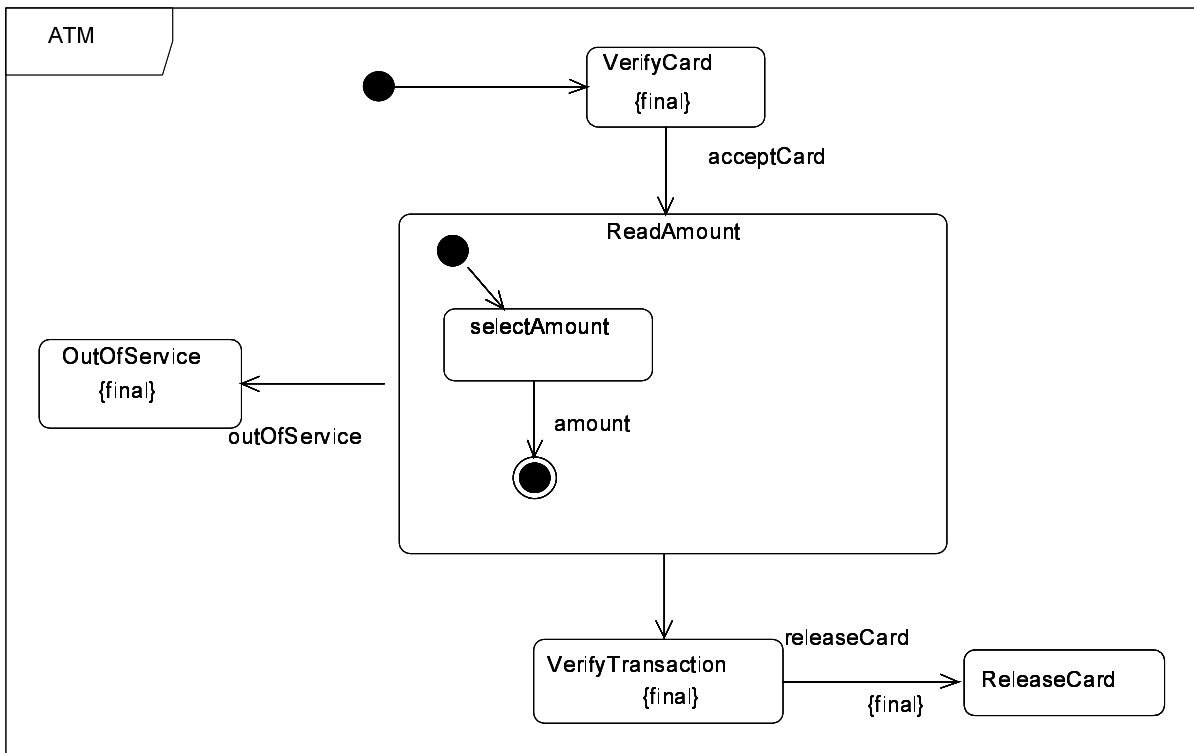 ATM
VerifyCard
{final}
acceptCard
ReadAmount
selectAmount
OutOfService
{final}
amount
outOfService
releaseCard
VerifyTransaction
{final}
ReleaseCard
{final}